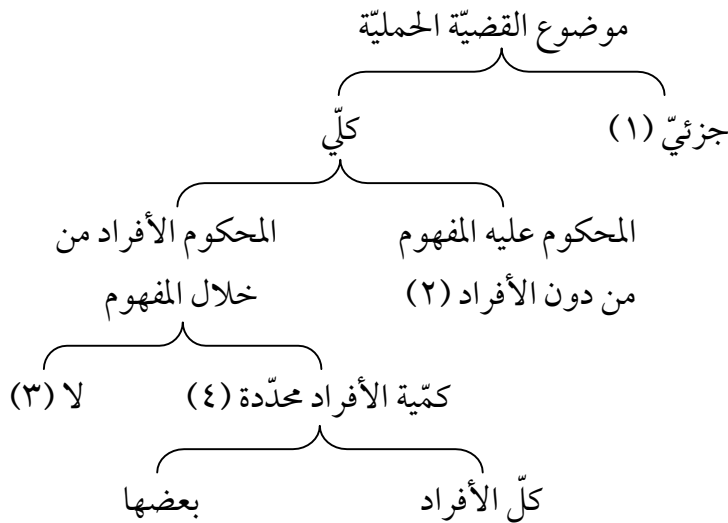 موضوع القضيّة الحمليّة
جزئيّ (١) كلّي
المحكوم عليه المفهوم المحكوم الأفراد من
من دون الأفراد (٢) خلال المفهوم
كمّية الأفراد محدّدة (٤) لا (٣)
كلّ الأفراد بعضها